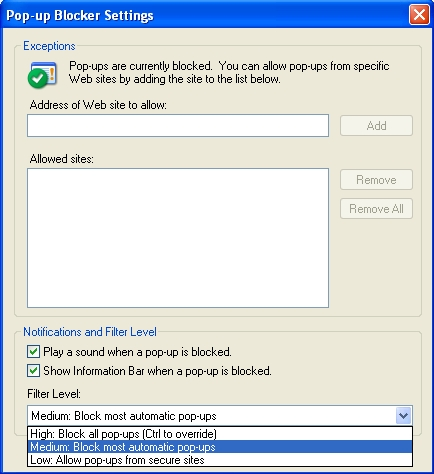 Pop-up Blocker Settings
Exceptions
Pop-ups are currently blocked. You can allow pop-ups from specific
Web sites by adding the site to the list below.
Address of Web site to allow:
Add
Allowed sites:
Remove
Remove All
Notifications and Filter Level
Play a sound when a pop-up is blocked.
Show Information Bar when a pop-up is blocked.
Filter Level:
Medium: Block most automatic pop-ups
High: Block all pop-ups (Ctrl to override)
Medium: Block most automatic pop-ups
Low: Allow pop-ups from secure sites